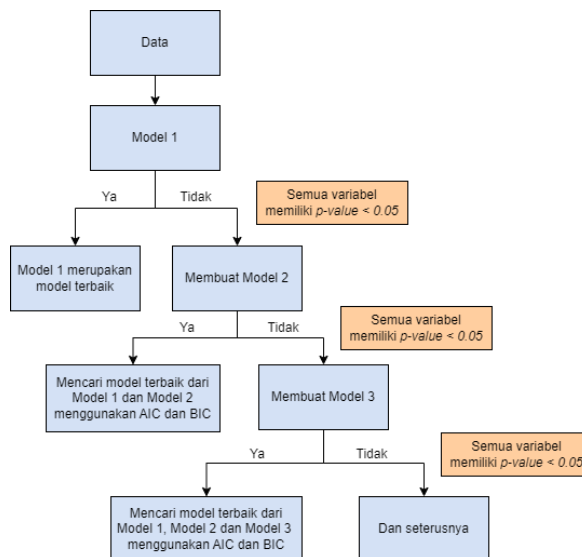 Data
Model 1
Ya
Tidak
Semua variabel
memiliki p-value < 0.05
Model 1 merupakan
model terbaik
Membuat Model 2
Ya
Tidak
Semua variabel
memiliki p-value < 0.05
Mencari model terbaik dari
Model 1 dan Model 2
menggunakan AIC dan BIC
Membuat Model 3
Ya
Tidak
Semua variabel
memiliki p-value < 0.05
Mencari model terbaik dari
Model 1, Model 2 dan Model 3
menggunakan AIC dan BIC
Dan seterusnya